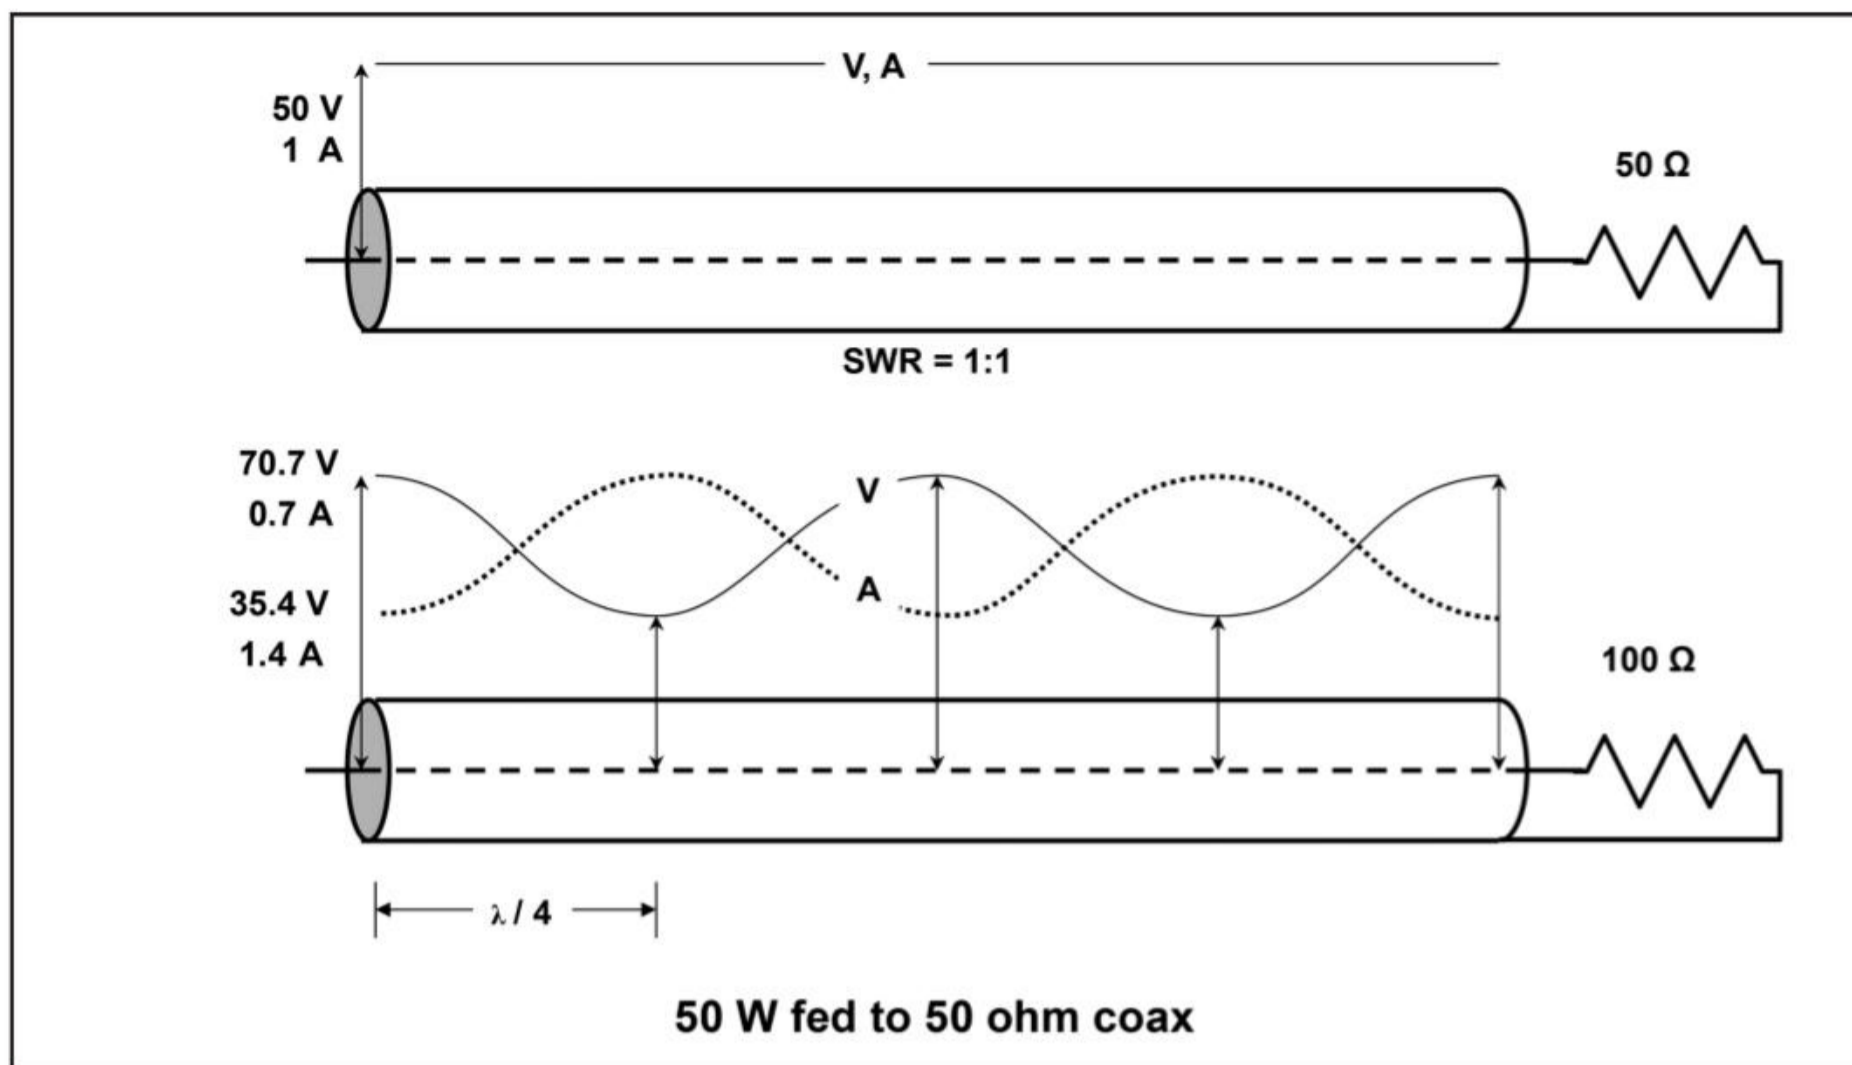 V, A
50 V
1 A
50 Ω
SWR = 1:1
70.7 V
0.7 A
V
A
35.4 V
1.4 A
100 Ω
λ / 4
50 W fed to 50 ohm coax